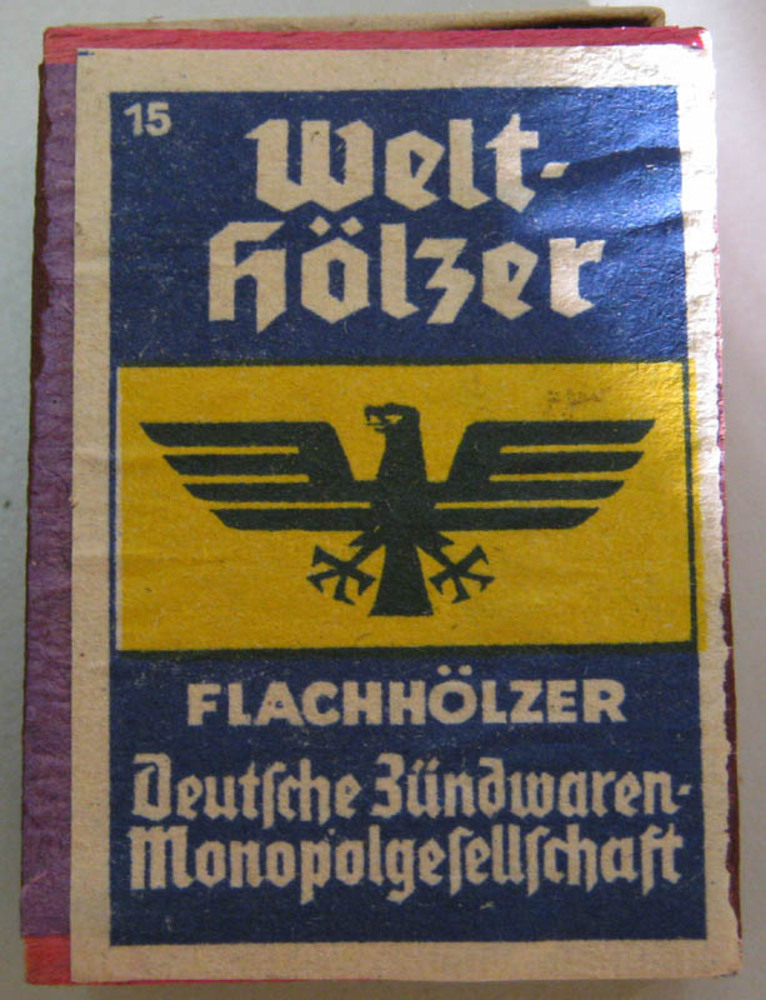 15
Welt-
Hölzer
FLACHHÖLZER
Deutſche Zündwaren-
Monopolgeſellſchaft